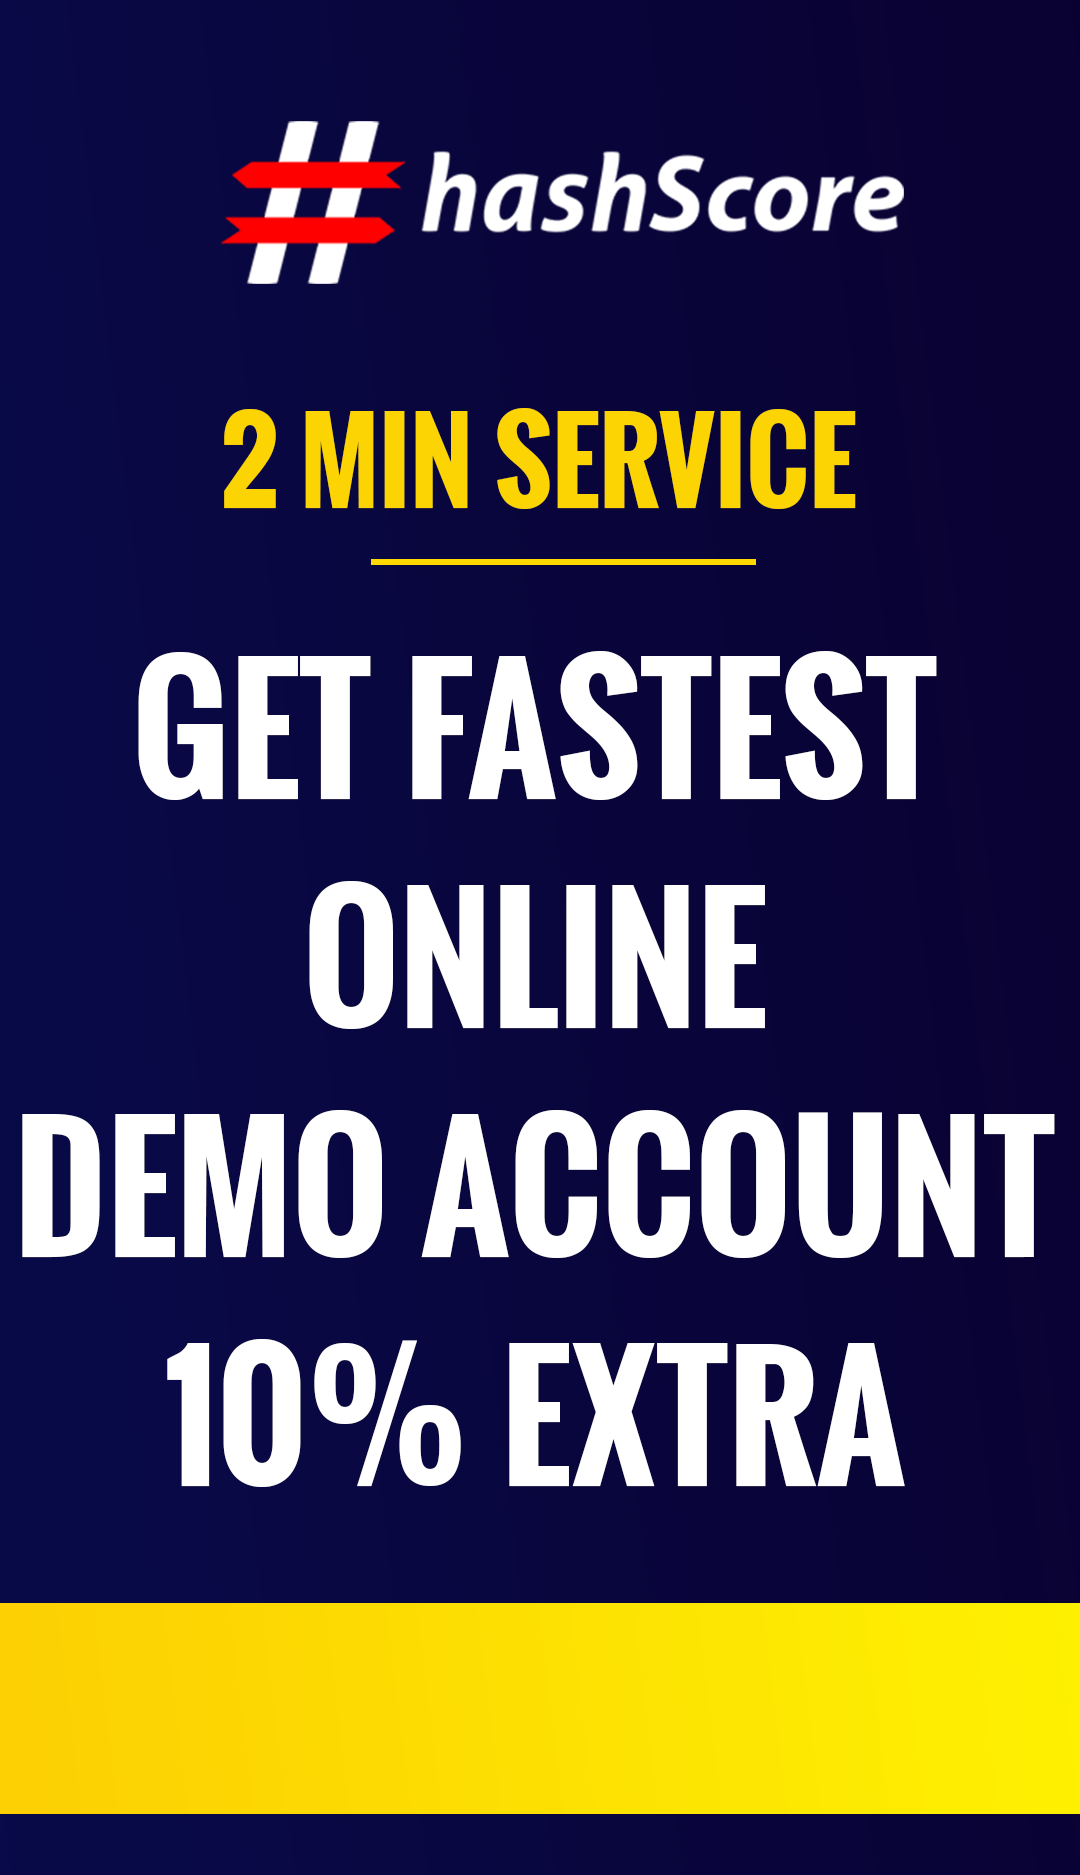 #hashScore
2 MIN SERVICE
GET FASTEST
ONLINE
DEMO ACCOUNT
10% EXTRA